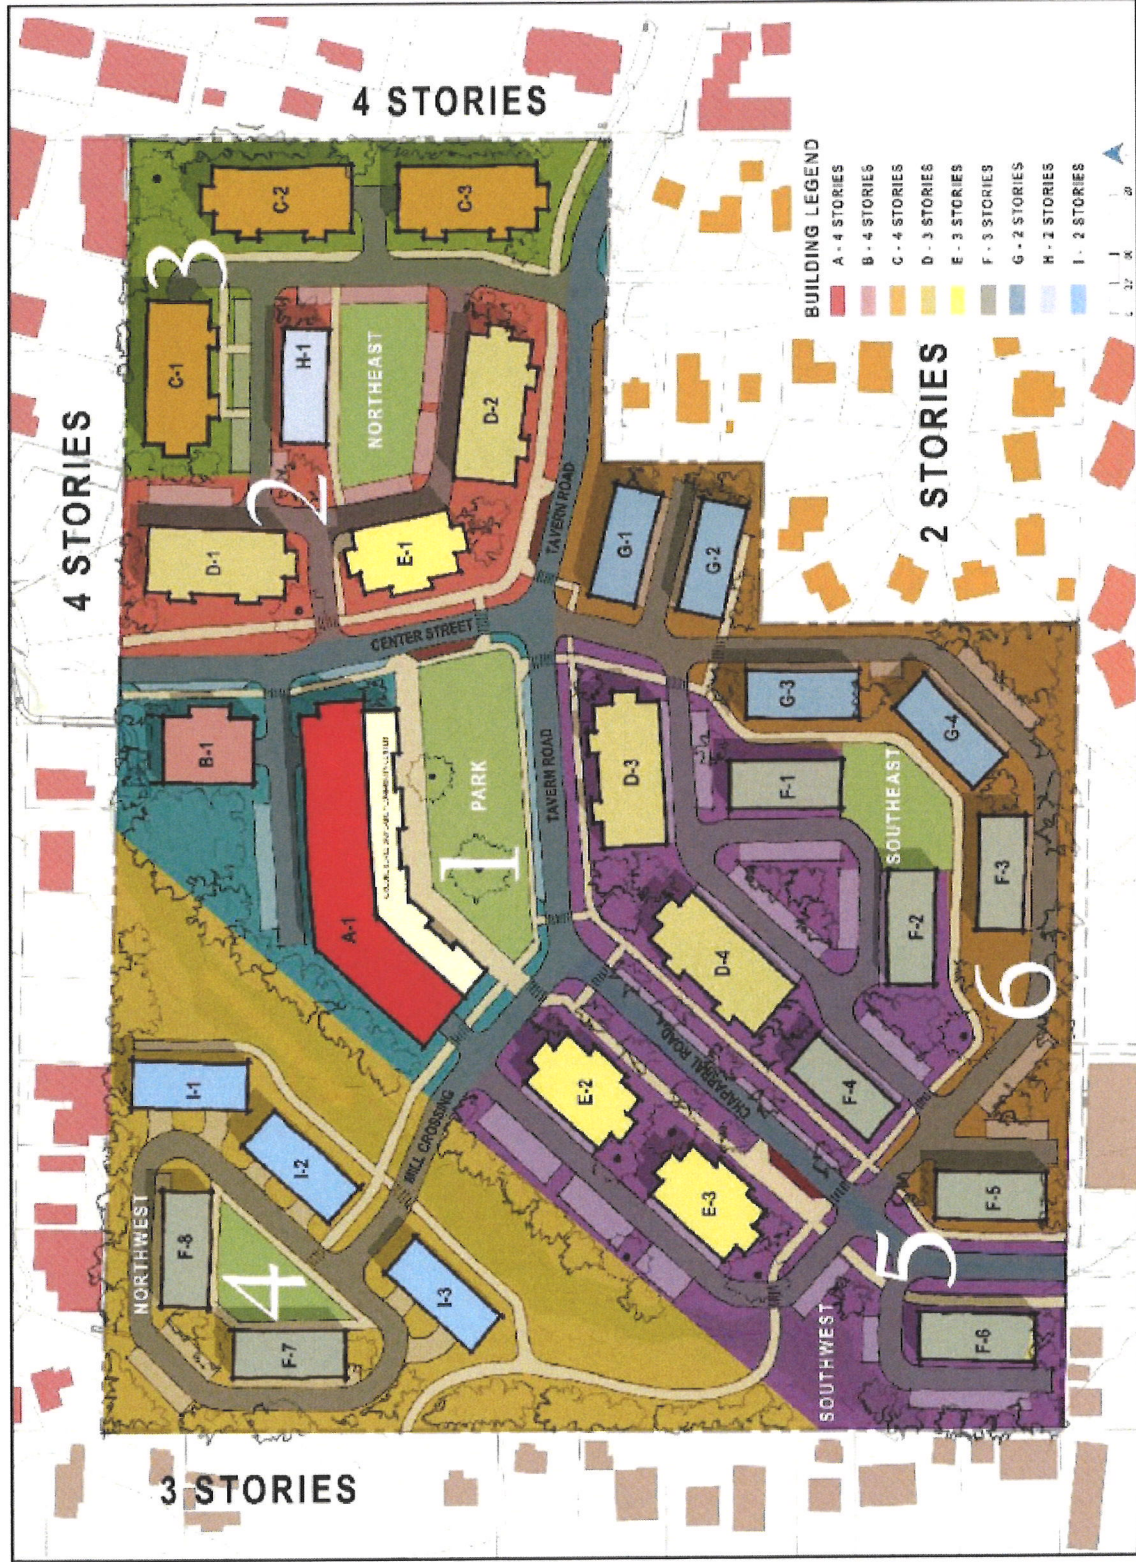 4 STORIES
4 STORIES
3 STORIES
2 STORIES
BUILDING LEGEND
A - 4 STORIES
B - 4 STORIES
C - 4 STORIES
D - 3 STORIES
E - 3 STORIES
F - 3 STORIES
G - 2 STORIES
H - 2 STORIES
I - 2 STORIES
NORTHWEST
F-8
F-7
4
I-1
I-2
I-3
MILL CROSSING
B-1
A-1
1
PARK
CENTER STREET
TAVERN ROAD
TAVERN ROAD
D-1
2
E-1
H-1
NORTHEAST
D-2
3
C-1
C-2
C-3
G-1
G-2
G-3
G-4
D-3
F-1
SOUTHEAST
F-2
F-3
D-4
F-4
6
CHAPARRAL ROAD
E-2
E-3
5
F-5
F-6
SOUTHWEST